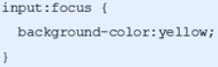 input:focus {
  background-color:yellow;
}